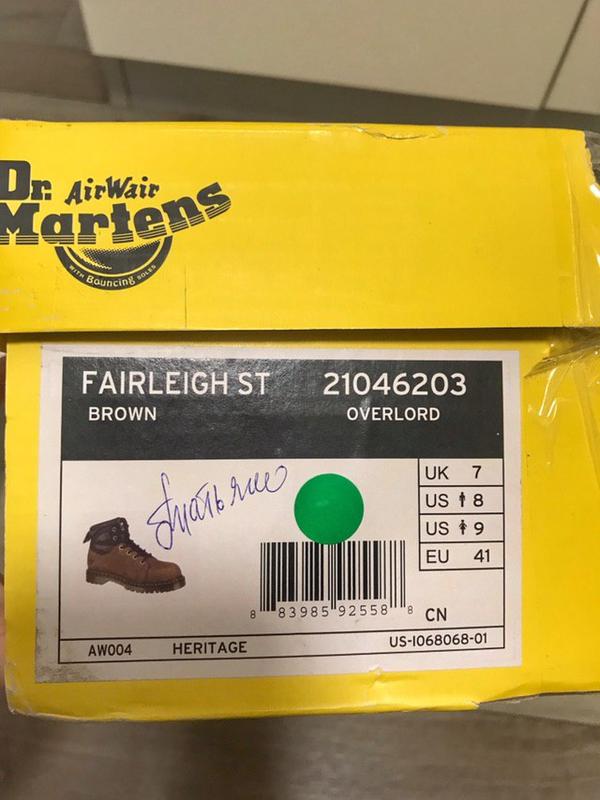 Dr. AirWair
Martens
WITH Bouncing SOLES
FAIRLEIGH ST 21046203
BROWN OVERLORD
UK 7
US 8
US 9
EU 41
8 83985 92558 8
CN
AW004 HERITAGE US-1068068-01